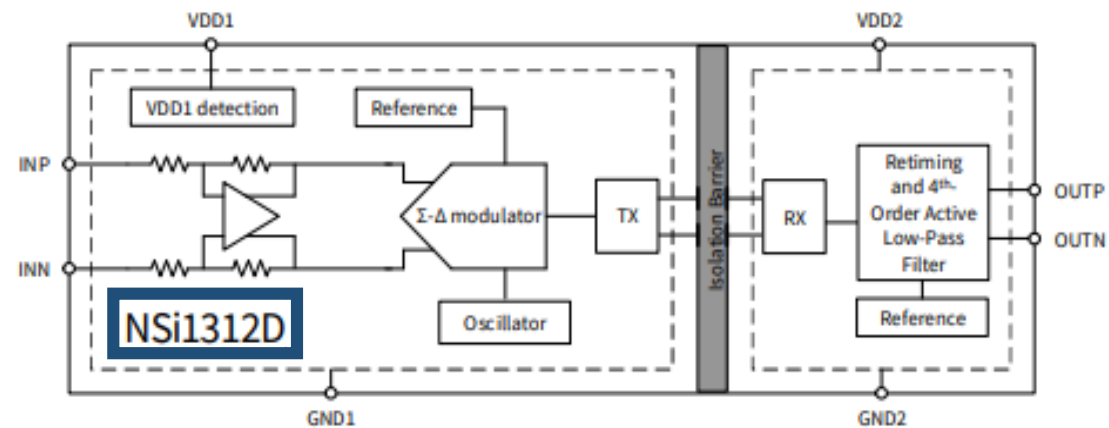 VDD1
VDD2
VDD1 detection
Reference
INP
Σ-Δ modulator
TX
Isolation Barrier
RX
Retiming
and 4th-
Order Active
Low-Pass
Filter
OUTP
OUTN
INN
NSi1312D
Oscillator
Reference
GND1
GND2